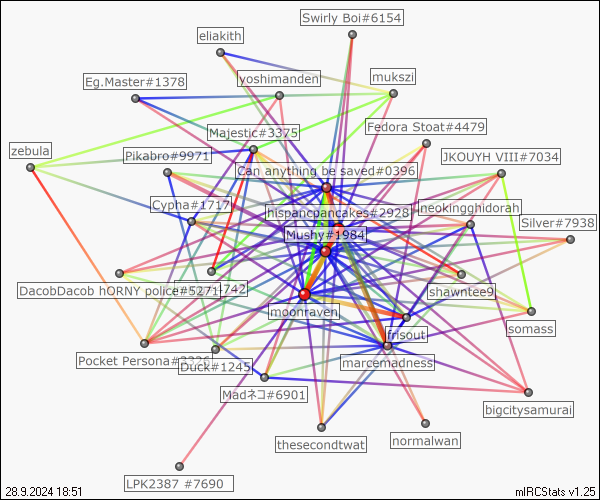 Swirly Boi#6154
eliakith
mukszi
yoshimanden
Eg.Master#1378
Fedora Stoat#4479
Majestic#3375
zebula
Pikabro#9971
JKOUYH VIII#7034
Can anything be saved#0396
Cypha#1717
hispancpancakes#2928
neokingghidorah
Silver#7938
Mushy#1984
DacobDacob hORNY police#5271
742
shawntee9
moonraven
somass
frisout
Pocket Persona#
marcemadness
Duck#1245
Madネコ#6901
bigcitysamurai
thesecondtwat
normalwan
LPK2387 #7690
28.9.2024 18:51
mIRCStats v1.25